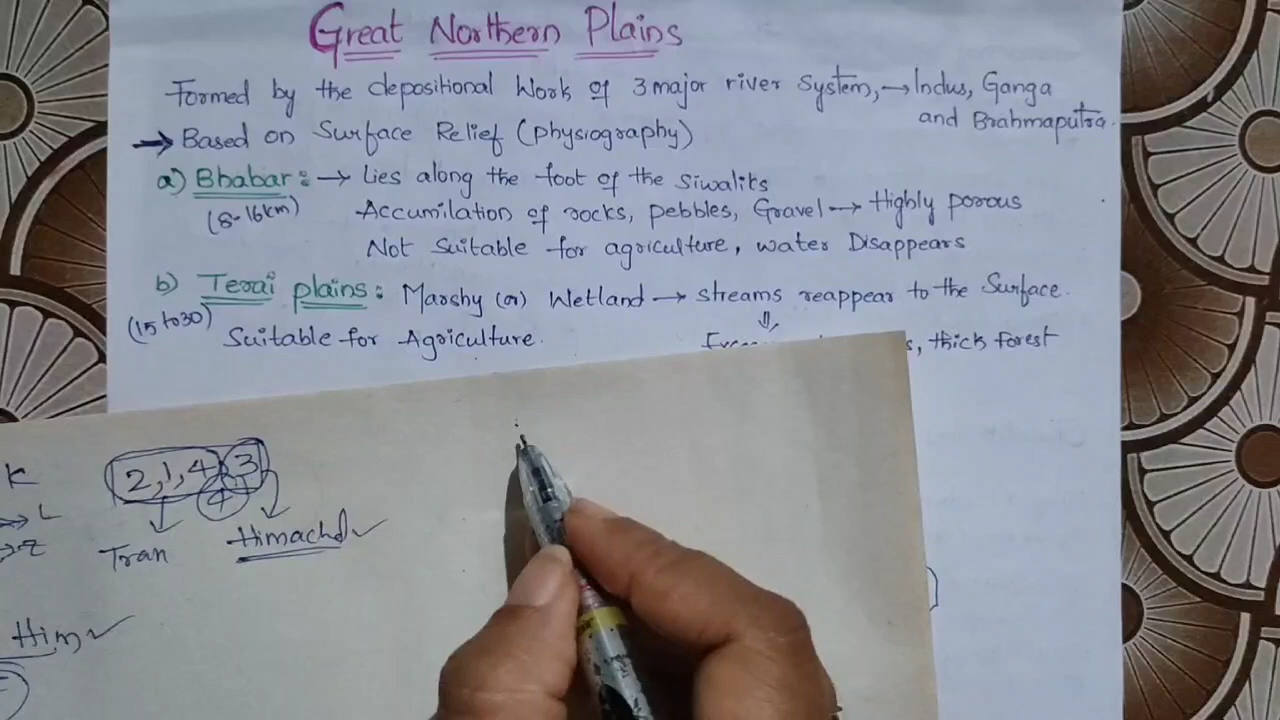 Great Northern Plains
Formed by the depositional Work of 3 major river System, → Indus, Ganga
and Brahmaputra.
→ Based on Surface Relief (Physiography)
a) Bhabar: → Lies along the foot of the Siwaliks
(8-16km) Accumilation of rocks, pebbles, Gravel → Highly porous
Not Suitable for agriculture, water Disappears
b) Terai plains: Marshy (or) Wetland → streams reappear to the Surface.
(15 to 30) Suitable for Agriculture.
⇓
, thick forest
K
2, 1, 4, 3
4
→ L
→ Z
Tran Himachal ✓
Him ✓